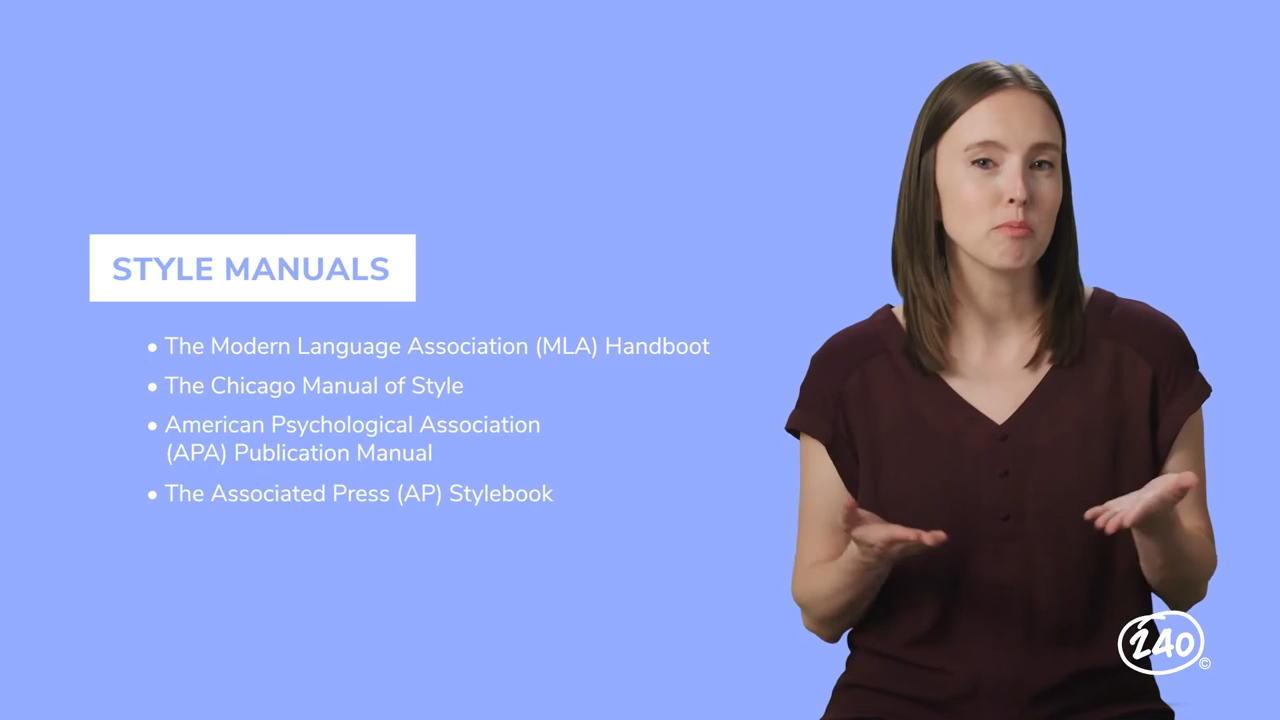 STYLE MANUALS
• The Modern Language Association (MLA) Handboot
• The Chicago Manual of Style
• American Psychological Association
(APA) Publication Manual
• The Associated Press (AP) Stylebook
240
©